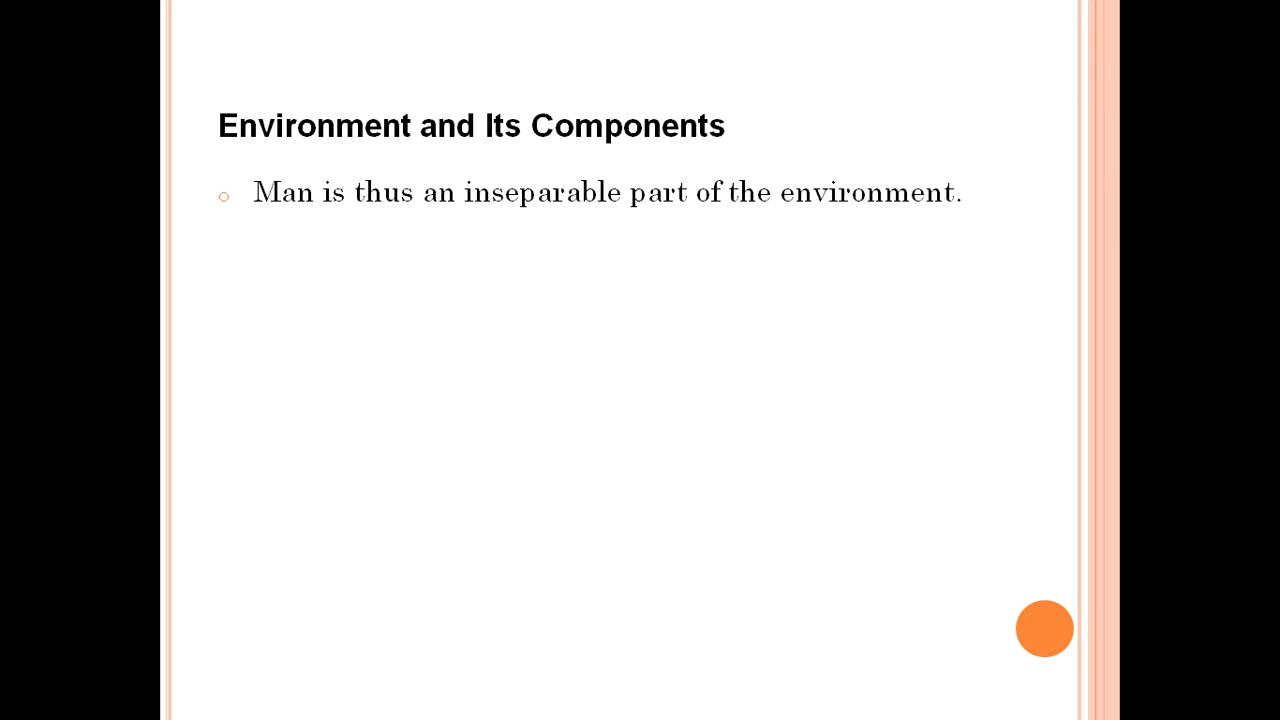 Environment and Its Components
Man is thus an inseparable part of the environment.